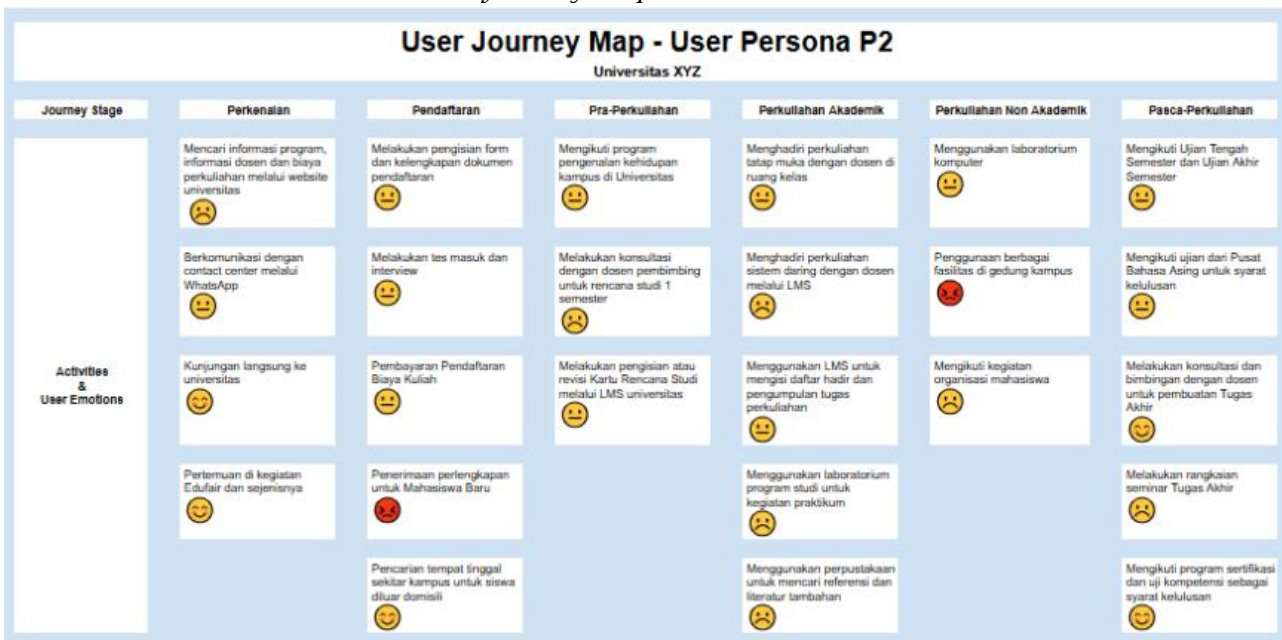 User Journey Map - User Persona P2
Universitas XYZ
Journey Stage
Perkenalan
Pendaftaran
Pra-Perkuliahan
Perkuliahan Akademik
Perkuliahan Non Akademik
Pasca-Perkuliahan
Activities
&
User Emotions
Mencari informasi program,
informasi dosen dan biaya
perkuliahan melalui website
universitas
Melakukan pengisian form
dan kelengkapan dokumen
pendaftaran
Mengikuti program
pengenalan kehidupan
kampus di Universitas
Menghadiri perkuliahan
tatap muka dengan dosen di
ruang kelas
Menggunakan laboratorium
komputer
Mengikuti Ujian Tengah
Semester dan Ujian Akhir
Semester
Berkomunikasi dengan
contact center melalui
WhatsApp
Melakukan tes masuk dan
interview
Melakukan konsultasi
dengan dosen pembimbing
untuk rencana studi 1
semester
Menghadiri perkuliahan
sistem daring dengan dosen
melalui LMS
Penggunaan berbagai
fasilitas di gedung kampus
Mengikuti ujian dari Pusat
Bahasa Asing untuk syarat
kelulusan
Kunjungan langsung ke
universitas
Pembayaran Pendaftaran
Biaya Kuliah
Melakukan pengisian atau
revisi Kartu Rencana Studi
melalui LMS universitas
Menggunakan LMS untuk
mengisi daftar hadir dan
pengumpulan tugas
perkuliahan
Mengikuti kegiatan
organisasi mahasiswa
Melakukan konsultasi dan
bimbingan dengan dosen
untuk pembuatan Tugas
Akhir
Pertemuan di kegiatan
Edufair dan sejenisnya
Penerimaan perlengkapan
untuk Mahasiswa Baru
Menggunakan laboratorium
program studi untuk
kegiatan praktikum
Melakukan rangkaian
seminar Tugas Akhir
Pencarian tempat tinggal
sekitar kampus untuk siswa
diluar domisili
Menggunakan perpustakaan
untuk mencari referensi dan
literatur tambahan
Mengikuti program sertifikasi
dan uji kompetensi sebagai
syarat kelulusan